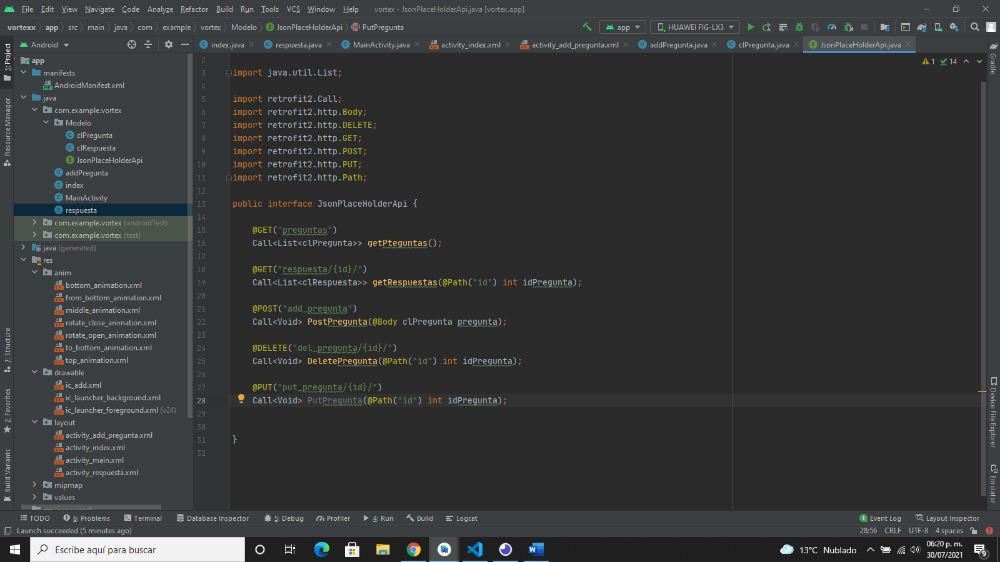 File Edit View Navigate Code Analyze Refactor Build Run Tools VCS Window Help vortex - JsonPlaceHolderApi.java [vortex.app]
vortexx app src main java com example vortex Modelo JsonPlaceHolderApi PutPregunta app HUAWEI FIG-LX3
Android index.java respuesta.java MainActivity.java activity_index.xml activity_add_pregunta.xml addPregunta.java clPregunta.java JsonPlaceHolderApi.java
1: Project
Resource Manager
7: Structure
2: Favorites
Build Variants
app
manifests
AndroidManifest.xml
java
com.example.vortex
Modelo
clPregunta
clRespuesta
JsonPlaceHolderApi
addPregunta
index
MainActivity
respuesta
com.example.vortex (androidTest)
com.example.vortex (test)
java (generated)
res
anim
bottom_animation.xml
from_bottom_animation.xml
middle_animation.xml
rotate_close_animation.xml
rotate_open_animation.xml
to_bottom_animation.xml
top_animation.xml
drawable
ic_add.xml
ic_launcher_background.xml
ic_launcher_foreground.xml (v24)
layout
activity_add_pregunta.xml
activity_index.xml
activity_main.xml
activity_respuesta.xml
mipmap
values
res (generated)
1 14
2
3 import java.util.List;
4
5 import retrofit2.Call;
6 import retrofit2.http.Body;
7 import retrofit2.http.DELETE;
8 import retrofit2.http.GET;
9 import retrofit2.http.POST;
10 import retrofit2.http.PUT;
11 import retrofit2.http.Path;
12
13 public interface JsonPlaceHolderApi {
14
15 @GET("preguntas")
16 Call<List<clPregunta>> getPteguntas();
17
18 @GET("respuesta/{id}/")
19 Call<List<clRespuesta>> getRespuestas(@Path("id") int idPregunta);
20
21 @POST("add_pregunta")
22 Call<Void> PostPregunta(@Body clPregunta pregunta);
23
24 @DELETE("del_pregunta/{id}/")
25 Call<Void> DeletePregunta(@Path("id") int idPregunta);
26
27 @PUT("put_pregunta/{id}/")
28 Call<Void> PutPregunta(@Path("id") int idPregunta);
29
30
31 }
32
Gradle
Device File Explorer
Emulator
TODO 6: Problems Terminal Database Inspector 5: Debug Profiler 4: Run Build Logcat 1 Event Log Layout Inspector
Launch succeeded (5 minutes ago) 28:56 CRLF UTF-8 4 spaces
Escribe aquí para buscar 13°C Nublado 06:20 p. m.
30/07/2021 9